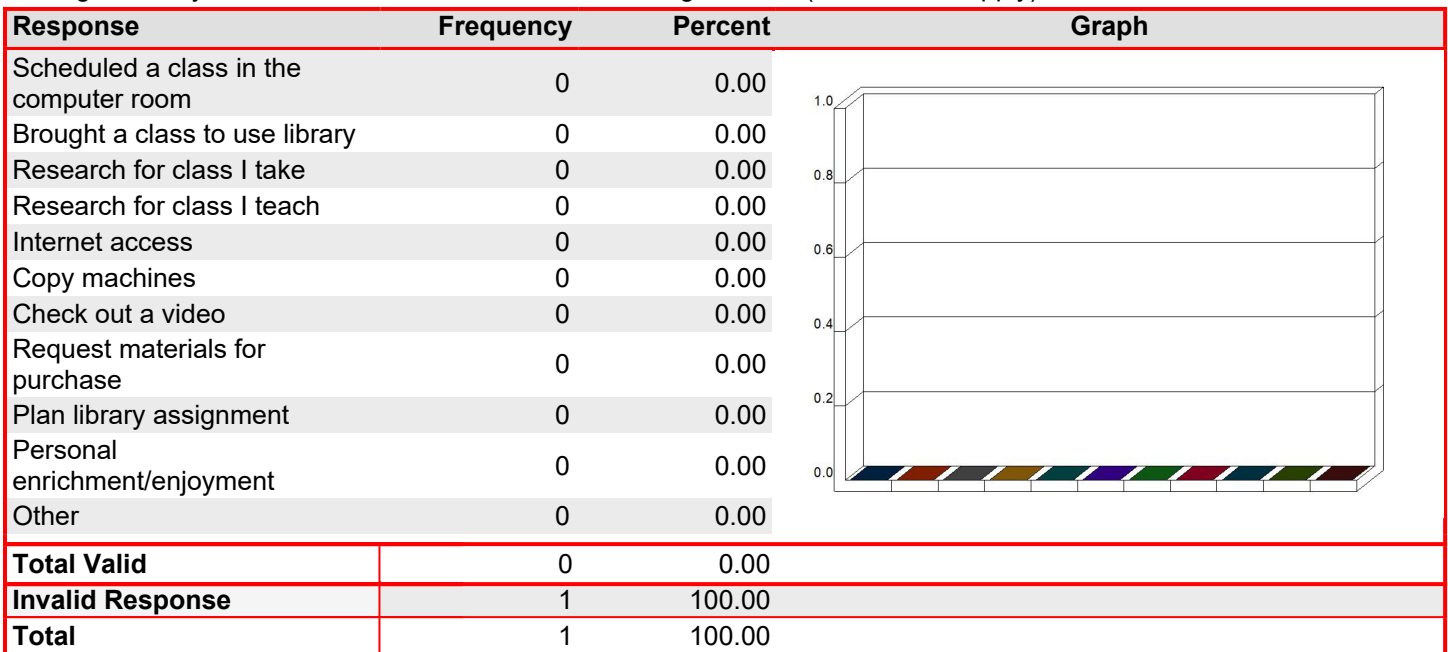 Response Frequency Percent Graph
Scheduled a class in the
computer room 0 0.00
Brought a class to use library 0 0.00
Research for class I take 0 0.00
Research for class I teach 0 0.00
Internet access 0 0.00
Copy machines 0 0.00
Check out a video 0 0.00
Request materials for
purchase 0 0.00
Plan library assignment 0 0.00
Personal
enrichment/enjoyment 0 0.00
Other 0 0.00
1.0
0.8
0.6
0.4
0.2
0.0
Total Valid 0 0.00
Invalid Response 1 100.00
Total 1 100.00